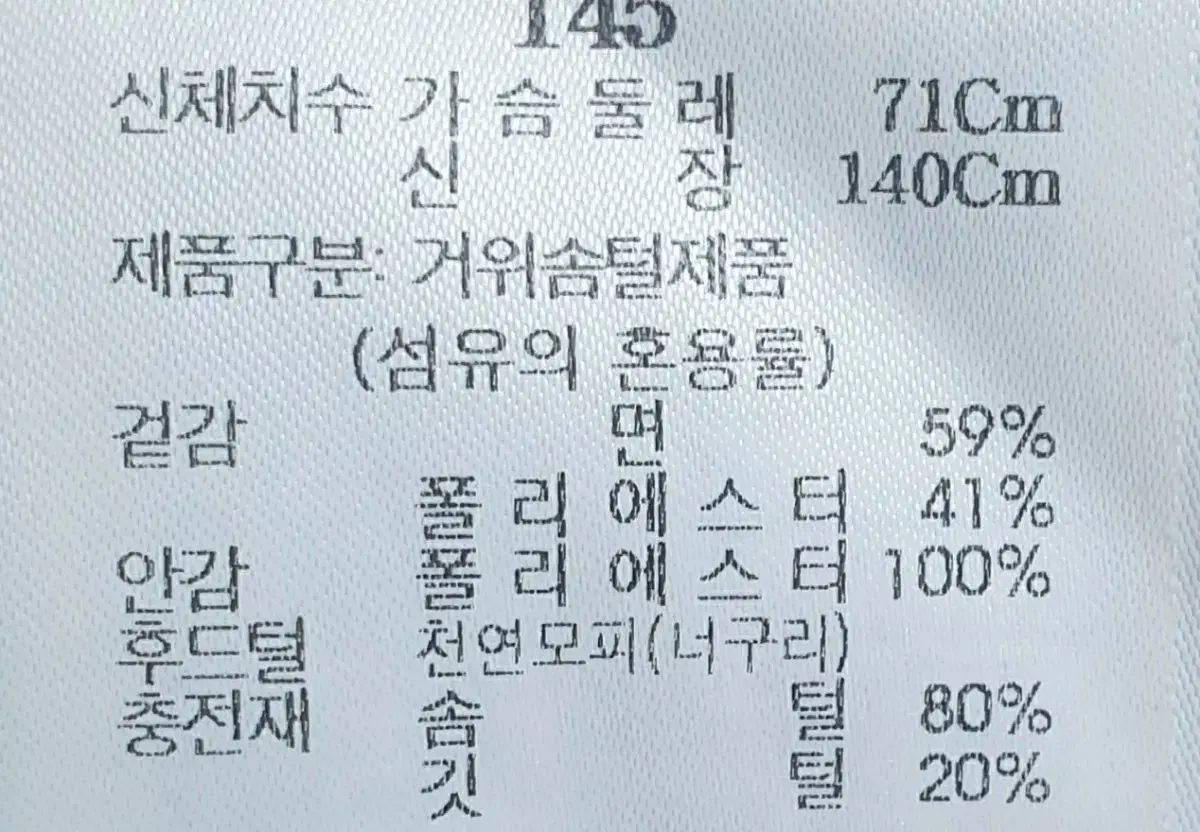 145
신체치수 가 슴 둘 레 71Cm
신 장 140Cm
제품구분: 거위솜털제품
(섬유의 혼용률)
겉감 면 59%
폴 리 에 스 터 41%
안감 폴 리 에 스 터 100%
후드털 천연모피(너구리)
충전재 솜 털 80%
깃 털 20%